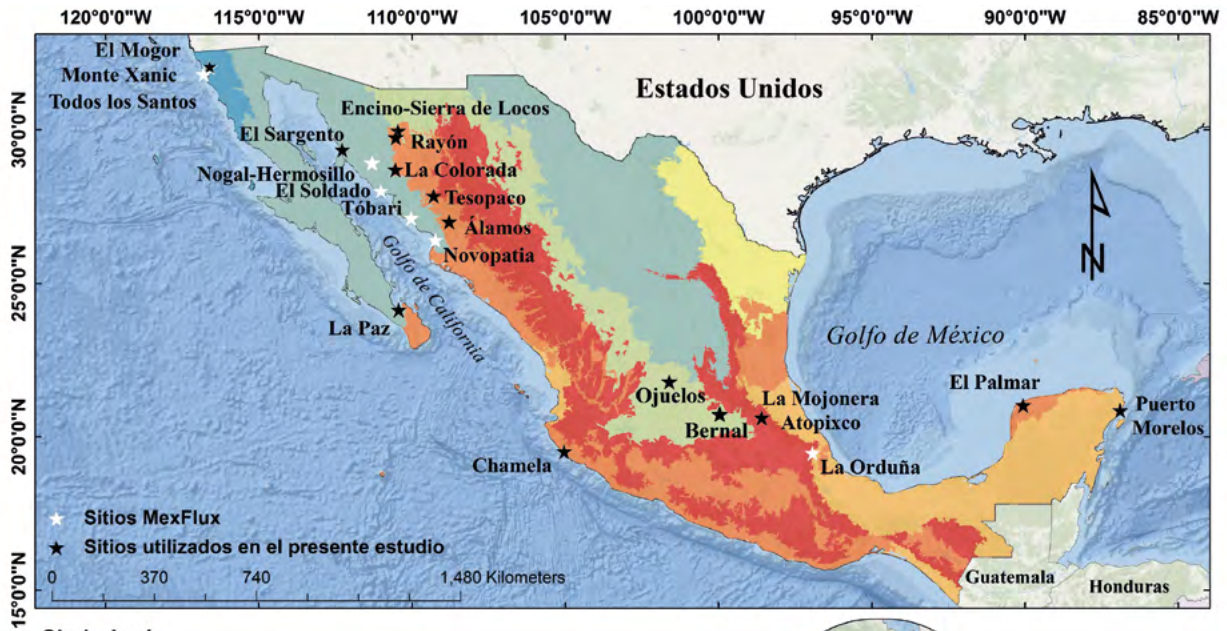 120°0'0"W 115°0'0"W 110°0'0"W 105°0'0"W 100°0'0"W 95°0'0"W 90°0'0"W 85°0'0"W
30°0'0"N
25°0'0"N
20°0'0"N
15°0'0"N
El Mogor
Monte Xanic
Todos los Santos
Estados Unidos
Encino-Sierra de Locos
El Sargento
Rayón
Nogal-Hermosillo
La Colorada
El Soldado
Tesopaco
Tóbari
Álamos
Novopatia
Golfo de California
La Paz
Golfo de México
Ojuelos
La Mojonera
Atopixco
Bernal
El Palmar
Puerto
Morelos
Chamela
La Orduña
Sitios MexFlux
Sitios utilizados en el presente estudio
0 370 740 1,480 Kilometers
Guatemala
Honduras
N